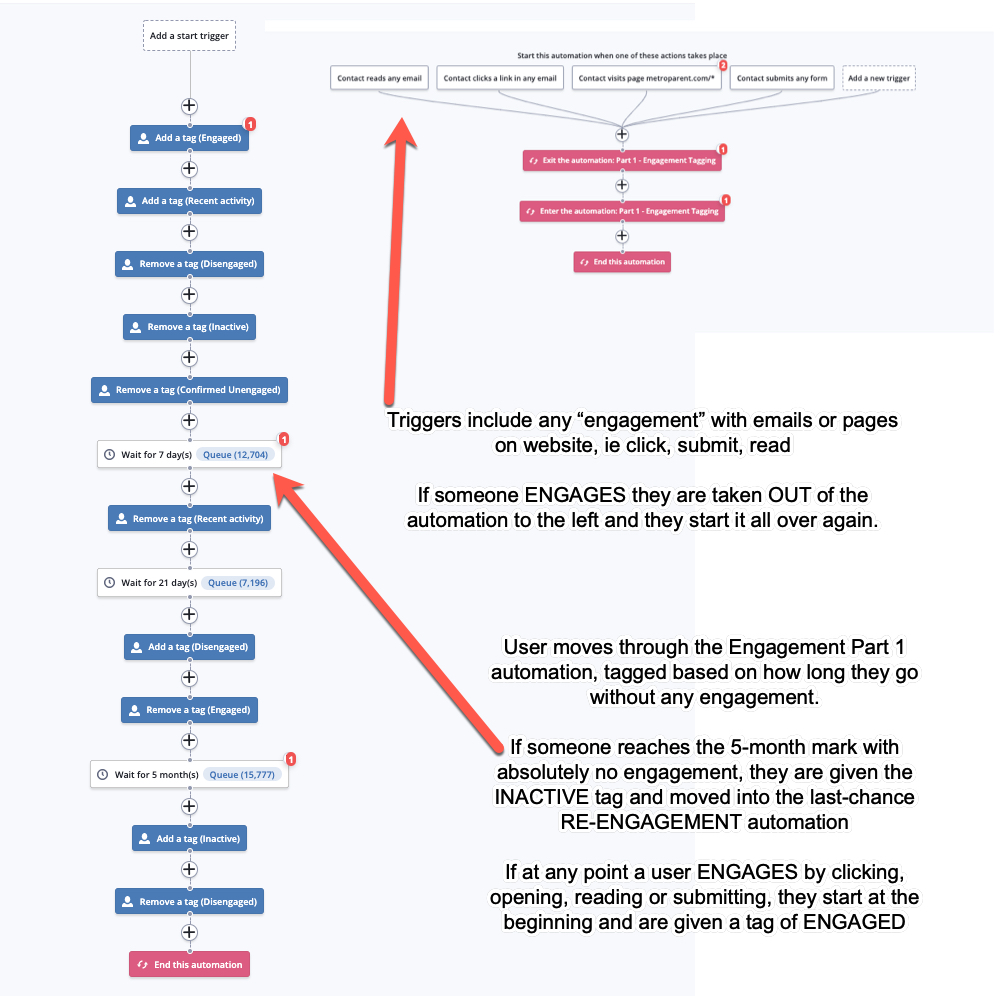 Add a start trigger
1
Add a tag (Engaged)
Add a tag (Recent activity)
Remove a tag (Disengaged)
Remove a tag (Inactive)
Remove a tag (Confirmed Unengaged)
1
Wait for 7 day(s) Queue (12,704)
Remove a tag (Recent activity)
Wait for 21 day(s) Queue (7,196)
Add a tag (Disengaged)
Remove a tag (Engaged)
1
Wait for 5 month(s) Queue (15,777)
Add a tag (Inactive)
Remove a tag (Disengaged)
End this automation
Start this automation when one of these actions takes place
2
Contact reads any email Contact clicks a link in any email Contact visits page metroparent.com/* Contact submits any form Add a new trigger
1
Exit the automation: Part 1 - Engagement Tagging
1
Enter the automation: Part 1 - Engagement Tagging
End this automation
Triggers include any “engagement” with emails or pages
on website, ie click, submit, read
If someone ENGAGES they are taken OUT of the
automation to the left and they start it all over again.
User moves through the Engagement Part 1
automation, tagged based on how long they go
without any engagement.
If someone reaches the 5-month mark with
absolutely no engagement, they are given the
INACTIVE tag and moved into the last-chance
RE-ENGAGEMENT automation
If at any point a user ENGAGES by clicking,
opening, reading or submitting, they start at the
beginning and are given a tag of ENGAGED